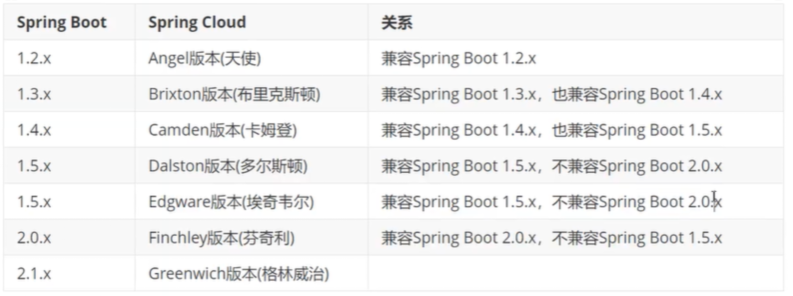 Spring Boot Spring Cloud 关系
1.2.x Angel版本(天使) 兼容Spring Boot 1.2.x
1.3.x Brixton版本(布里克斯顿) 兼容Spring Boot 1.3.x，也兼容Spring Boot 1.4.x
1.4.x Camden版本(卡姆登) 兼容Spring Boot 1.4.x，也兼容Spring Boot 1.5.x
1.5.x Dalston版本(多尔斯顿) 兼容Spring Boot 1.5.x，不兼容Spring Boot 2.0.x
1.5.x Edgware版本(埃奇韦尔) 兼容Spring Boot 1.5.x，不兼容Spring Boot 2.0.x
2.0.x Finchley版本(芬奇利) 兼容Spring Boot 2.0.x，不兼容Spring Boot 1.5.x
2.1.x Greenwich版本(格林威治)